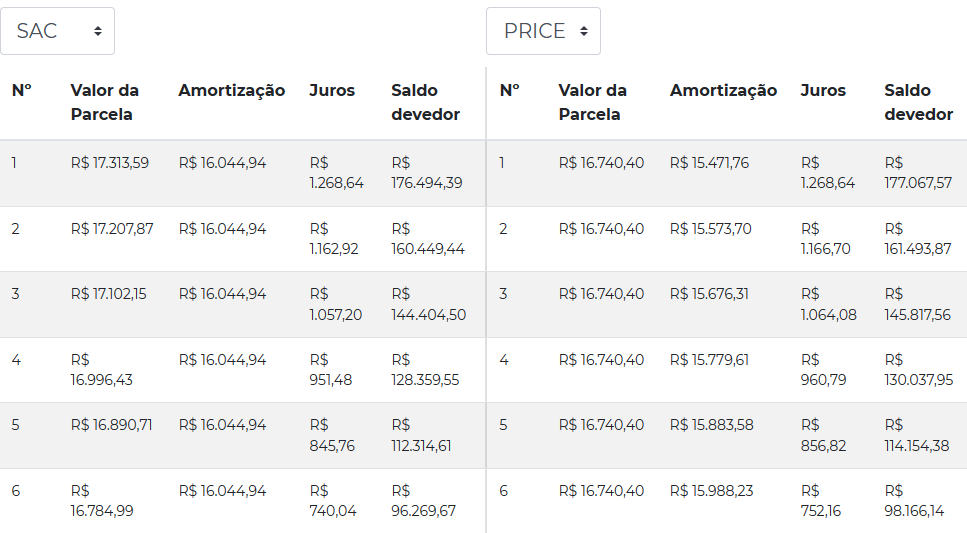 SAC
PRICE
Nº Valor da Parcela Amortização Juros Saldo devedor
1 R$ 17.313,59 R$ 16.044,94 R$ 1.268,64 R$ 176.494,39
2 R$ 17.207,87 R$ 16.044,94 R$ 1.162,92 R$ 160.449,44
3 R$ 17.102,15 R$ 16.044,94 R$ 1.057,20 R$ 144.404,50
4 R$ 16.996,43 R$ 16.044,94 R$ 951,48 R$ 128.359,55
5 R$ 16.890,71 R$ 16.044,94 R$ 845,76 R$ 112.314,61
6 R$ 16.784,99 R$ 16.044,94 R$ 740,04 R$ 96.269,67
Nº Valor da Parcela Amortização Juros Saldo devedor
1 R$ 16.740,40 R$ 15.471,76 R$ 1.268,64 R$ 177.067,57
2 R$ 16.740,40 R$ 15.573,70 R$ 1.166,70 R$ 161.493,87
3 R$ 16.740,40 R$ 15.676,31 R$ 1.064,08 R$ 145.817,56
4 R$ 16.740,40 R$ 15.779,61 R$ 960,79 R$ 130.037,95
5 R$ 16.740,40 R$ 15.883,58 R$ 856,82 R$ 114.154,38
6 R$ 16.740,40 R$ 15.988,23 R$ 752,16 R$ 98.166,14